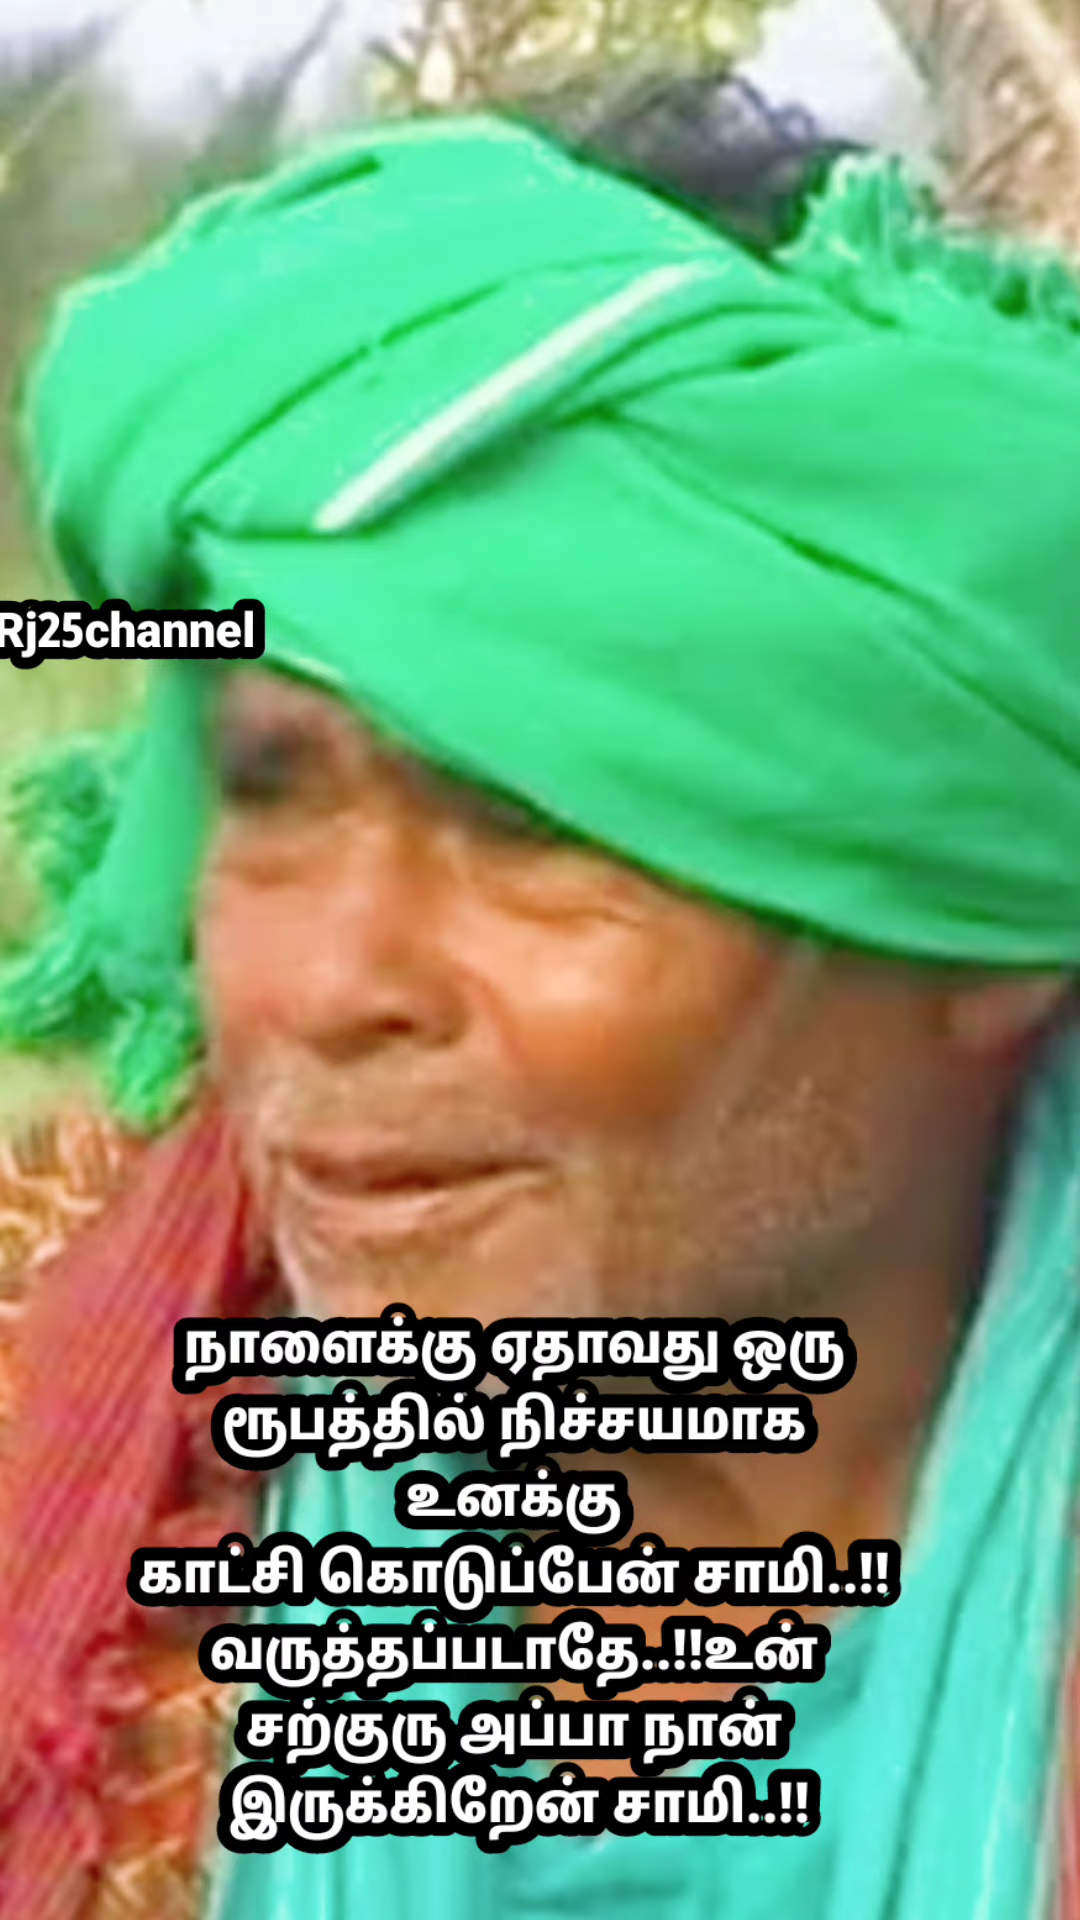 Rj25channel
நாளைக்கு ஏதாவது ஒரு
ரூபத்தில் நிச்சயமாக
உனக்கு
காட்சி கொடுப்பேன் சாமி..!!
வருத்தப்படாதே..!!உன்
சற்குரு அப்பா நான்
இருக்கிறேன் சாமி..!!